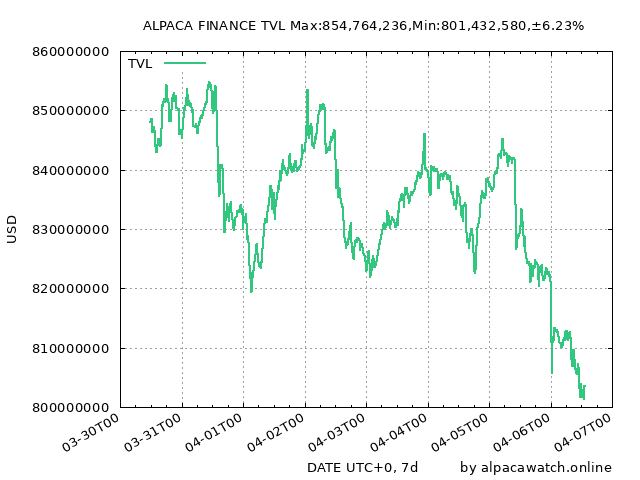 ALPACA FINANCE TVL Max:854,764,236,Min:801,432,580,±6.23%
TVL
860000000
850000000
840000000
830000000
820000000
810000000
800000000
USD
03-30T00
03-31T00
04-01T00
04-02T00
04-03T00
04-04T00
04-05T00
04-06T00
04-07T00
DATE UTC+0, 7d
by alpacawatch.online